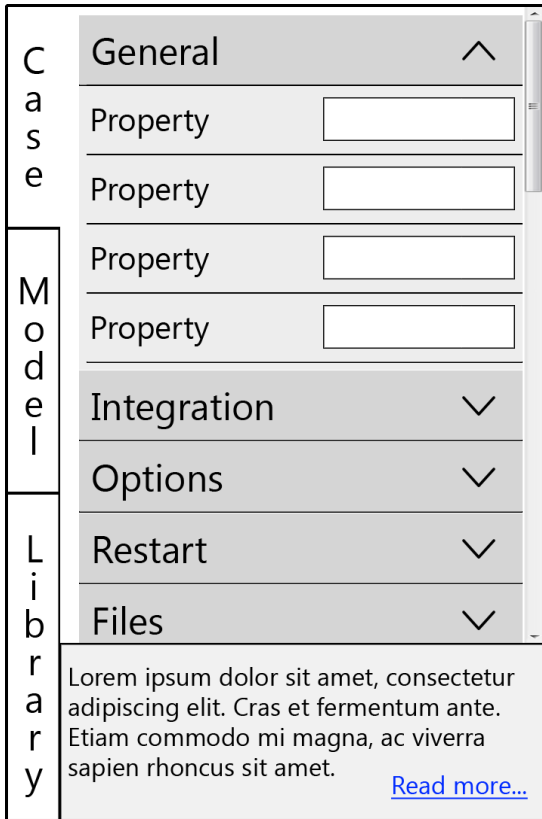 Case
Model
Library
General
Property
Property
Property
Property
Integration
Options
Restart
Files
Lorem ipsum dolor sit amet, consectetur
adipiscing elit. Cras et fermentum ante.
Etiam commodo mi magna, ac viverra
sapien rhoncus sit amet.
Read more...